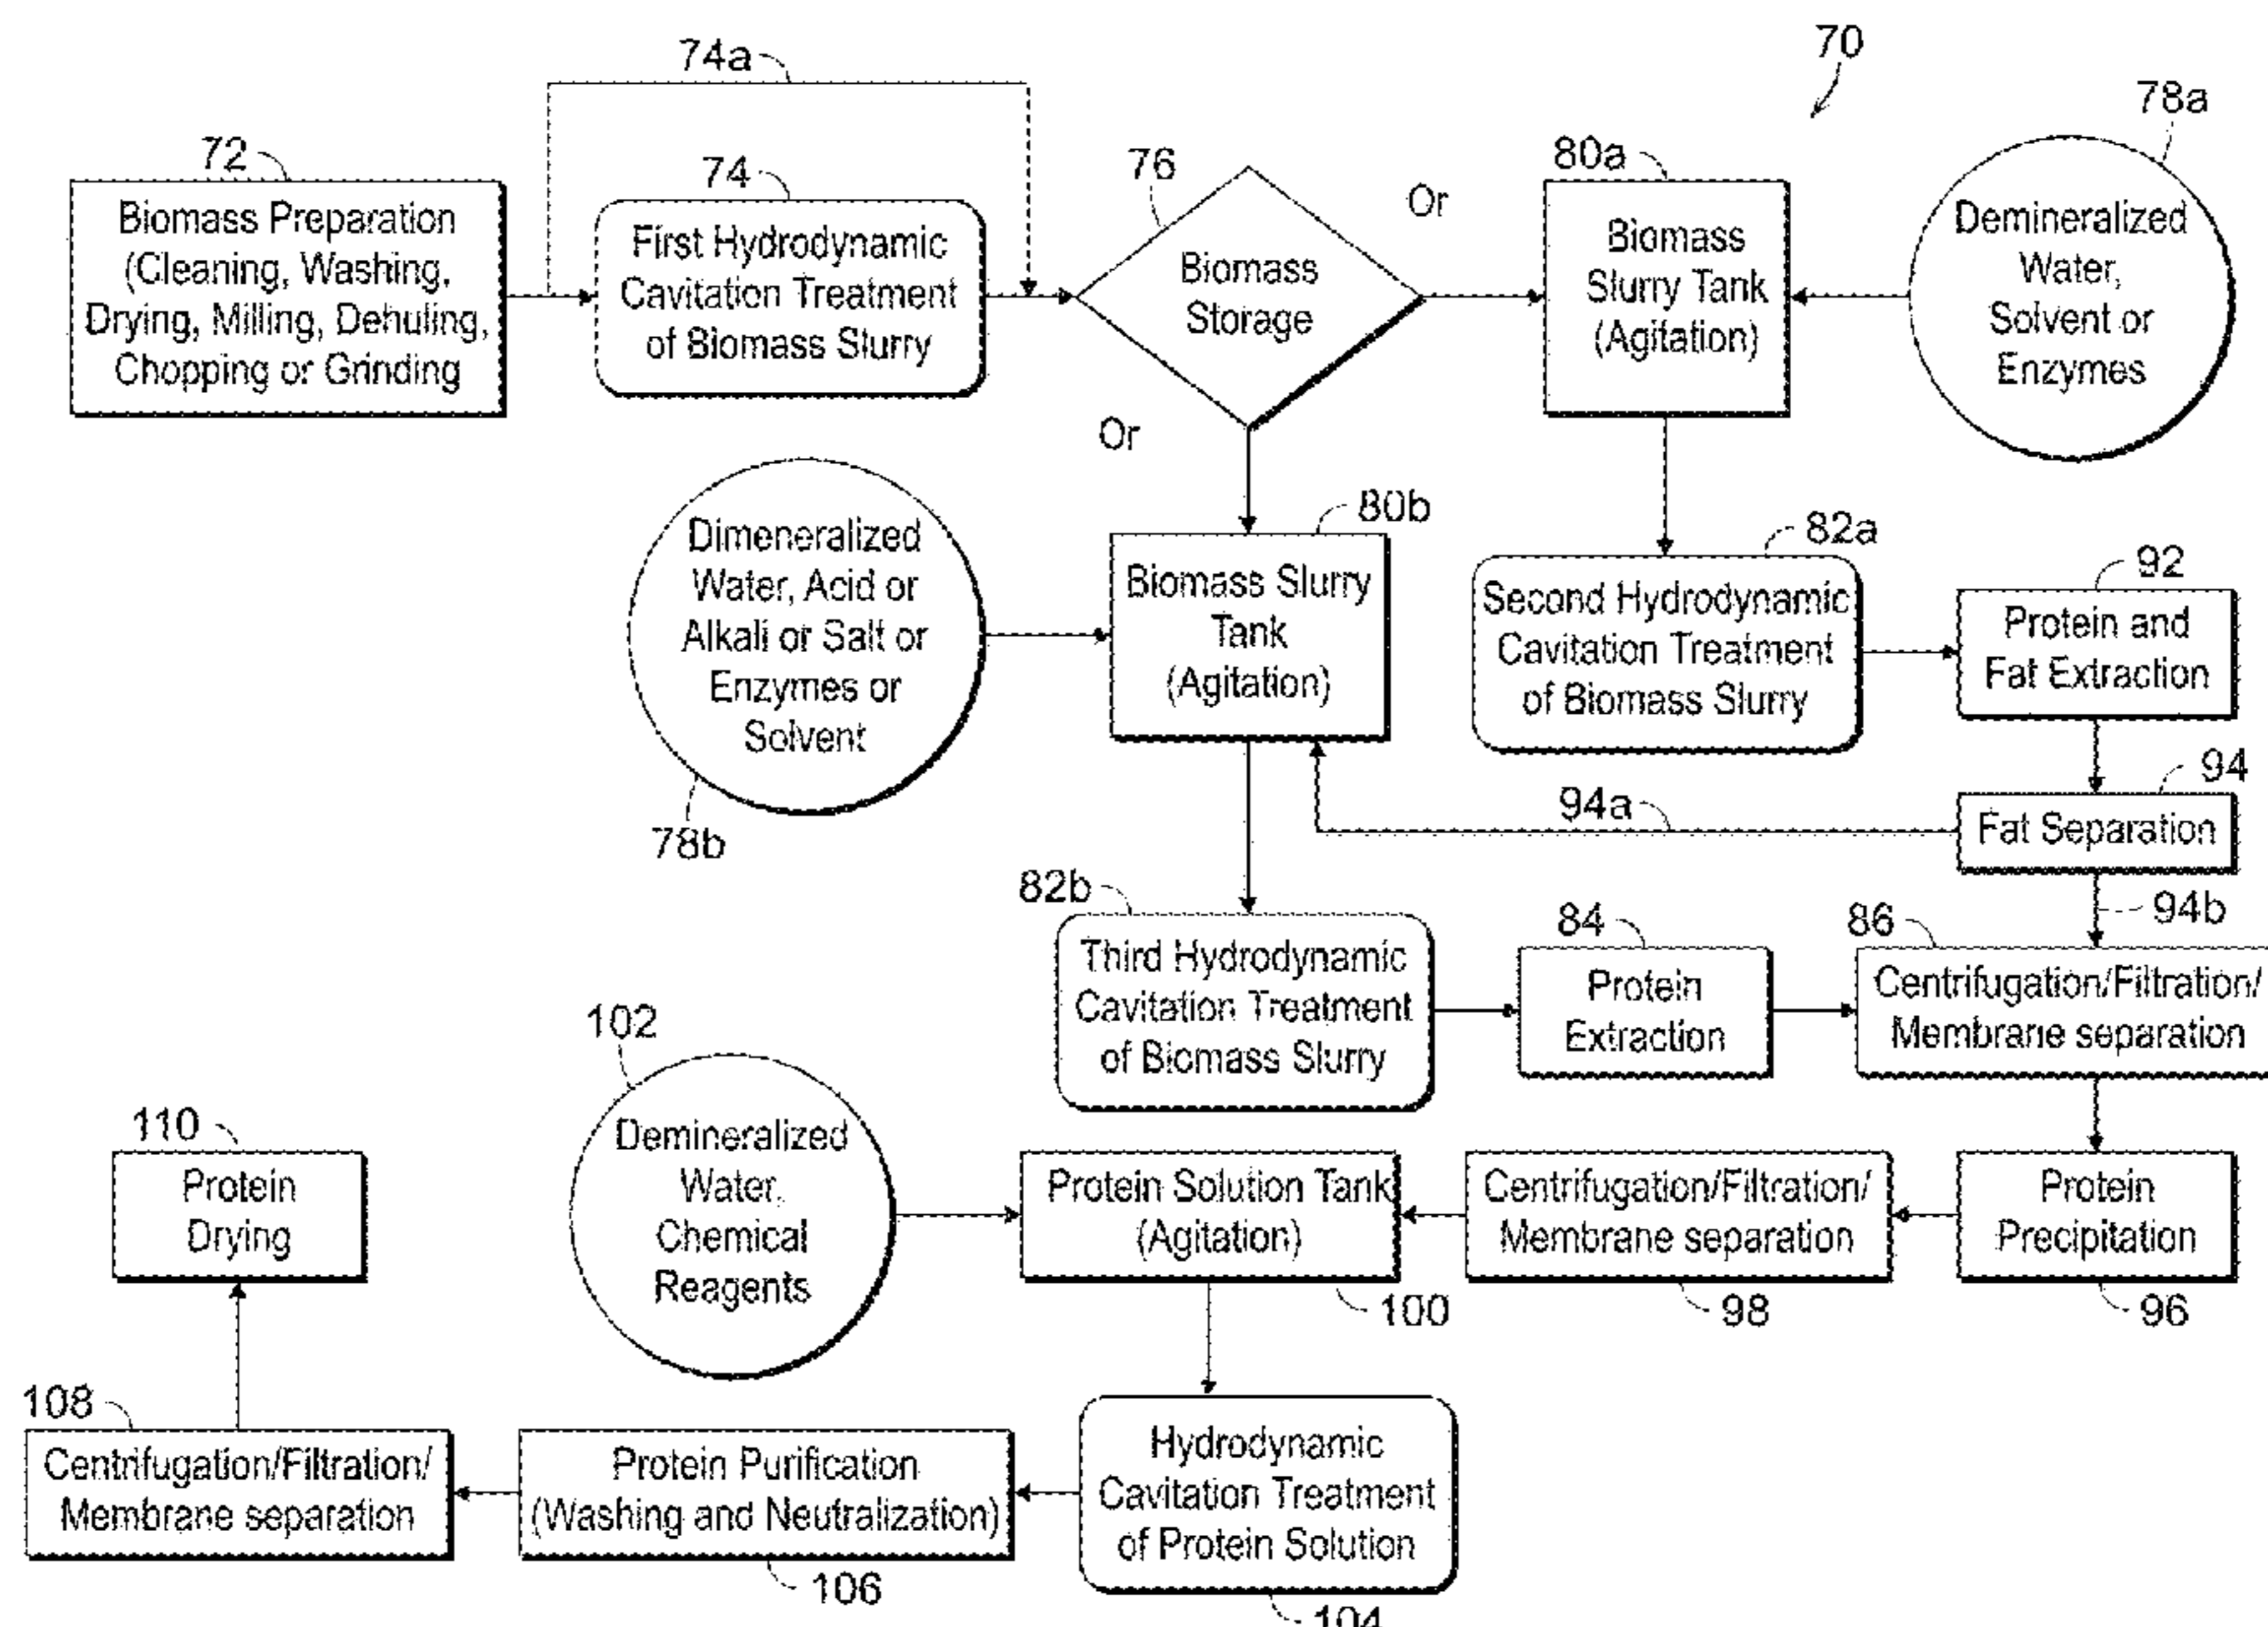 70
74a
78a
72
Biomass Preparation
(Cleaning, Washing,
Drying, Milling, Dehuling,
Chopping or Grinding
74
First Hydrodynamic
Cavitation Treatment
of Biomass Slurry
76
Biomass
Storage
Or
80a
Biomass
Slurry Tank
(Agitation)
Demineralized
Water,
Solvent or
Enzymes
Or
Dimeneralized
Water, Acid or
Alkali or Salt or
Enzymes or
Solvent
78b
80b
Biomass Slurry
Tank
(Agitation)
82a
Second Hydrodynamic
Cavitation Treatment
of Biomass Slurry
92
Protein and
Fat Extraction
94
Fat Separation
94a
94b
82b
Third Hydrodynamic
Cavitation Treatment
of Biomass Slurry
84
Protein
Extraction
86
Centrifugation/Filtration/
Membrane separation
102
Demineralized
Water,
Chemical
Reagents
110
Protein
Drying
Protein Solution Tank
(Agitation)
100
Centrifugation/Filtration/
Membrane separation
98
Protein
Precipitation
96
108
Centrifugation/Filtration/
Membrane separation
Protein Purification
(Washing and Neutralization)
106
Hydrodynamic
Cavitation Treatment
of Protein Solution
104